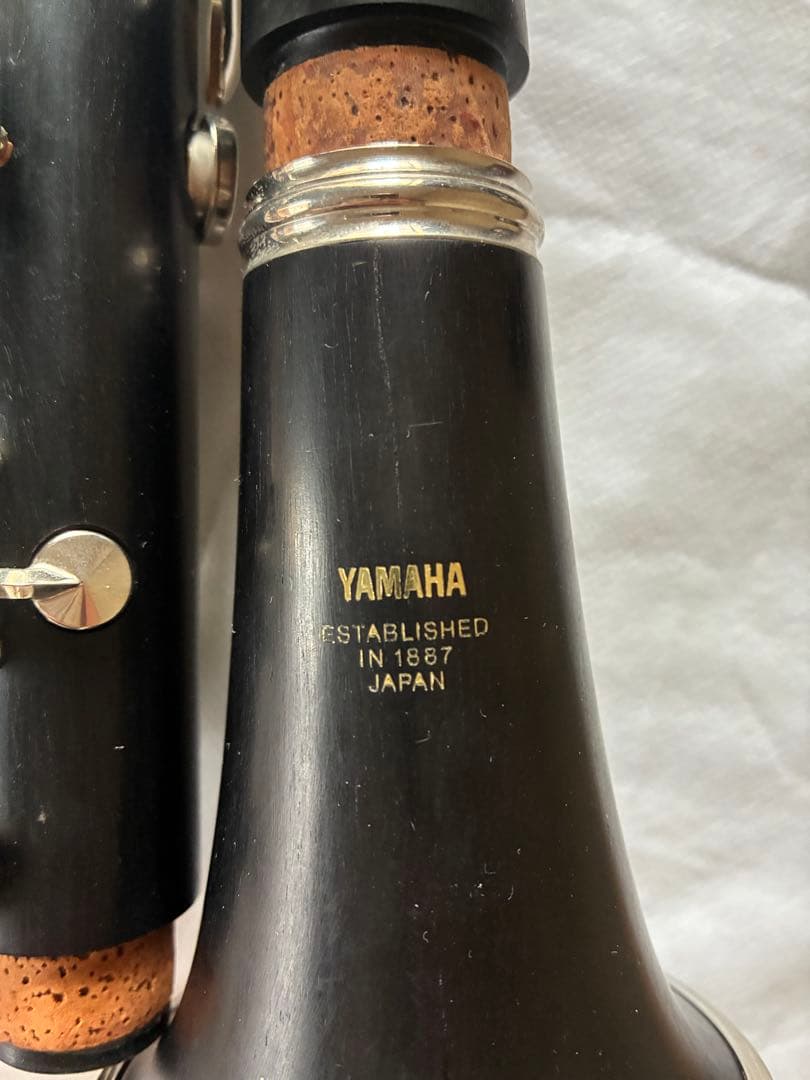 YAMAHA
ESTABLISHED
IN 1887
JAPAN